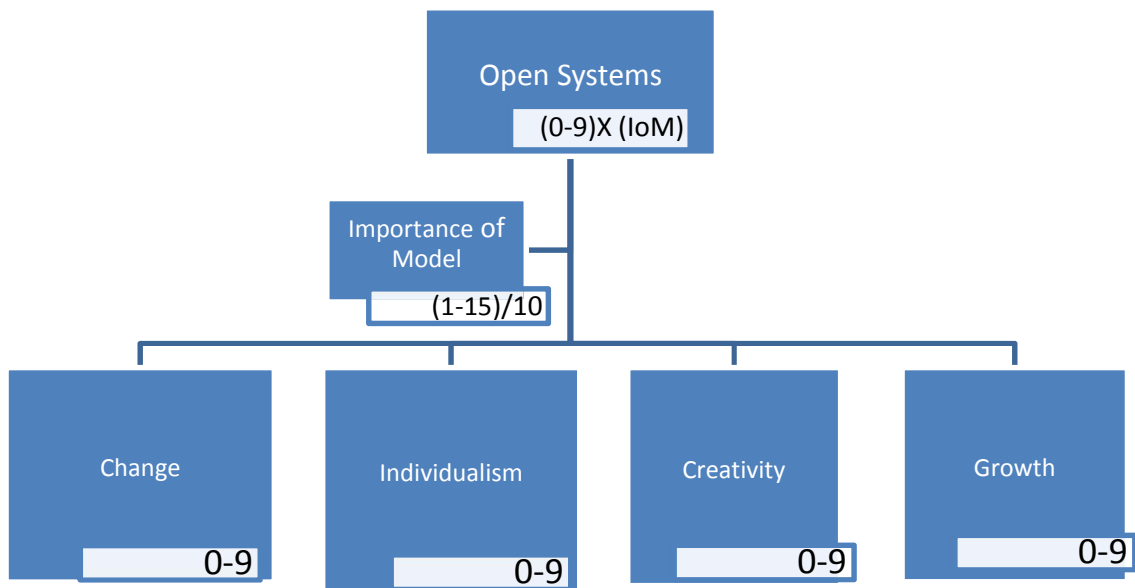 Open Systems
(0-9)X (IoM)
Importance of
Model
(1-15)/10
Change
0-9
Individualism
0-9
Creativity
0-9
Growth
0-9